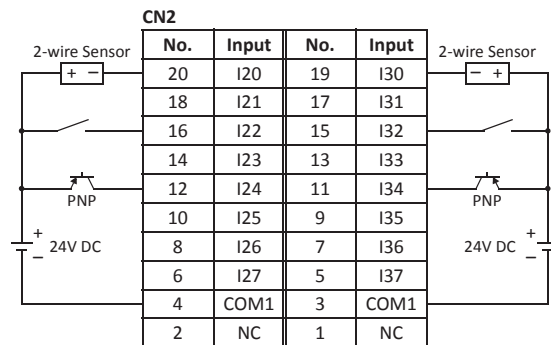 CN2
No. Input No. Input
2-wire Sensor 2-wire Sensor
+ − 20 I20 19 I30 − +
18 I21 17 I31
16 I22 15 I32
14 I23 13 I33
12 I24 11 I34
PNP PNP
10 I25 9 I35
+ +
24V DC 8 I26 7 I36 24V DC
− −
6 I27 5 I37
4 COM1 3 COM1
2 NC 1 NC